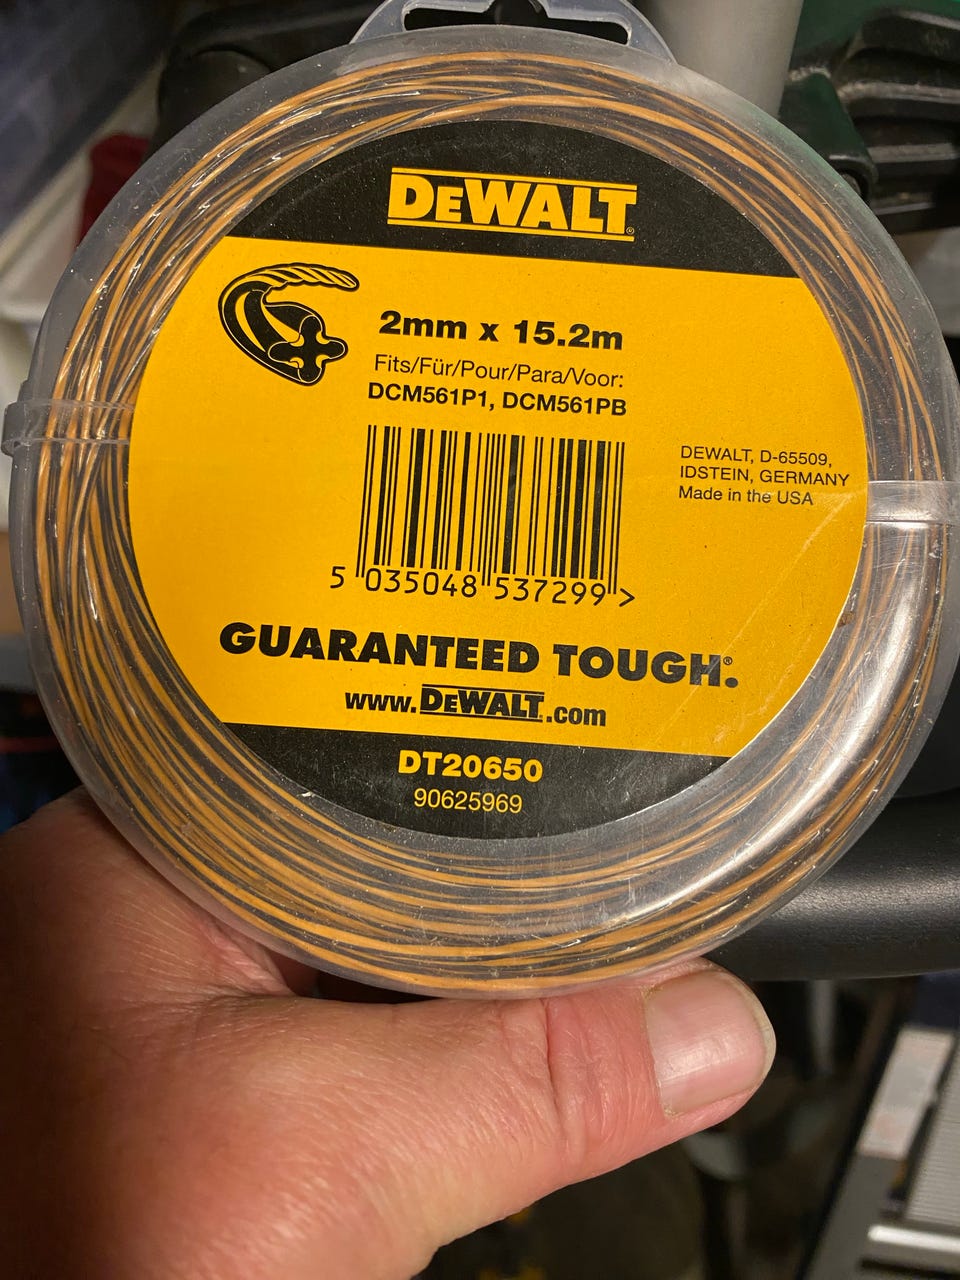 DEWALT®
2mm x 15.2m
Fits/Für/Pour/Para/Voor:
DCM561P1, DCM561PB
DEWALT, D-65509,
IDSTEIN, GERMANY
Made in the USA
5 035048 537299 >
GUARANTEED TOUGH.®
www.DEWALT.com
DT20650
90625969